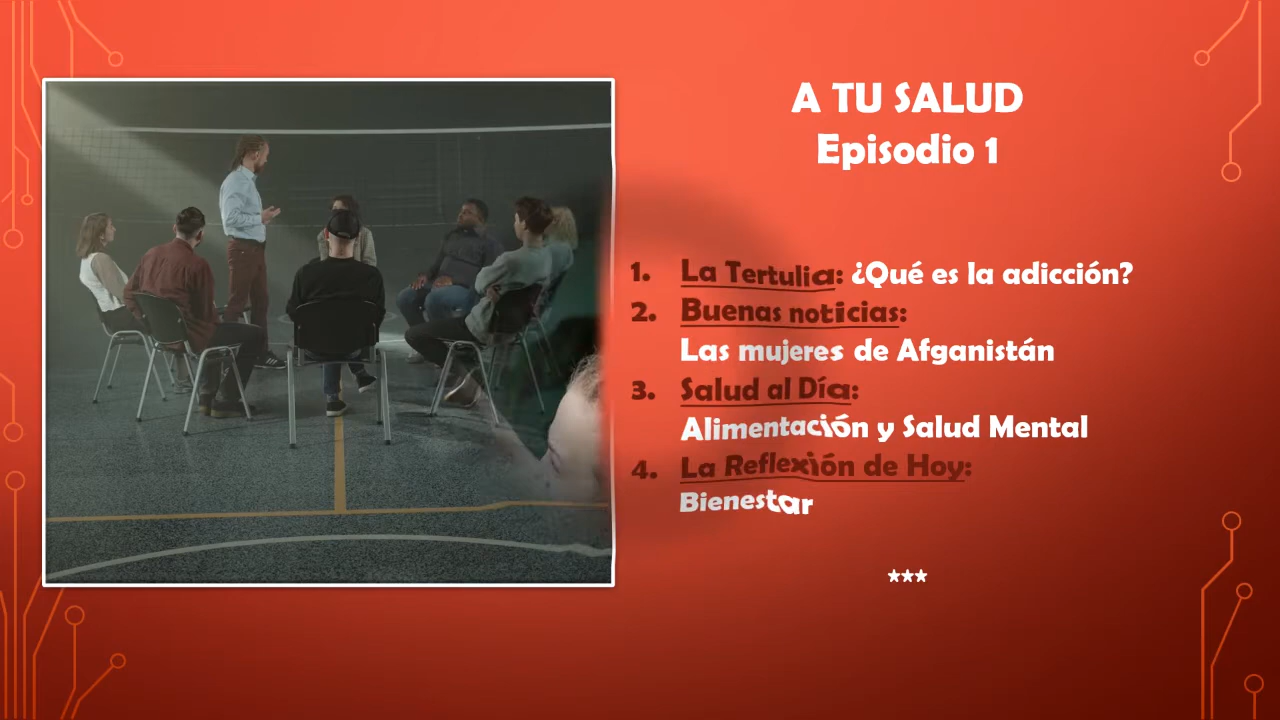 A TU SALUD
Episodio 1
1. La Tertulia: ¿Qué es la adicción?
2. Buenas noticias:
Las mujeres de Afganistán
3. Salud al Día:
Alimentación y Salud Mental
4. La Reflexión de Hoy:
Bienestar
***